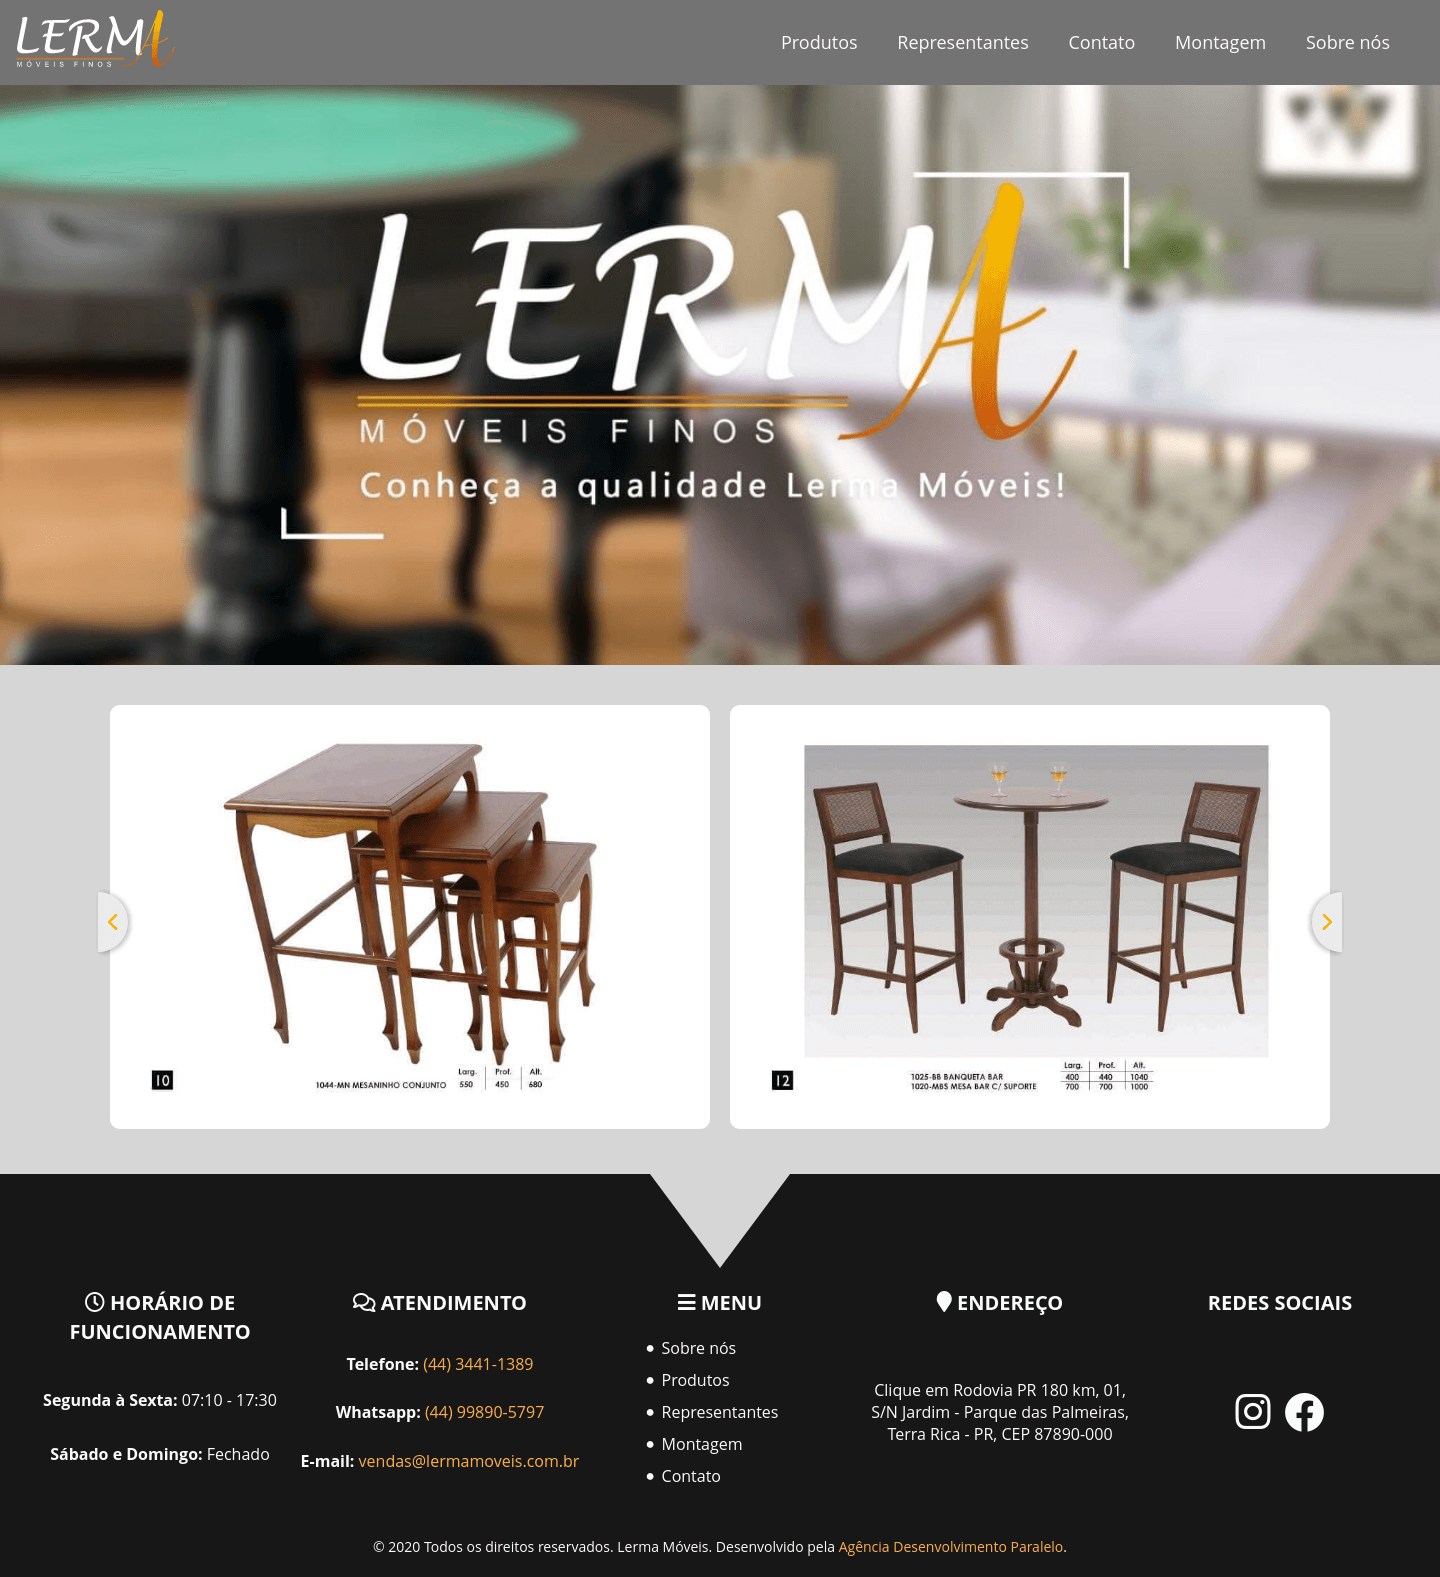 LERMA
MÓVEIS FINOS
Produtos
Representantes
Contato
Montagem
Sobre nós
LERMA
MÓVEIS FINOS
Conheça a qualidade Lerma Móveis!
10
1044-MN MESANINHO CONJUNTO
Larg. Prof. Alt.
550 450 680
12
1025-BB BANQUETA BAR
1020-MBS MESA BAR C/ SUPORTE
Larg. Prof. Alt.
400 440 1040
700 700 1000
HORÁRIO DE
FUNCIONAMENTO
Segunda à Sexta: 07:10 - 17:30
Sábado e Domingo: Fechado
ATENDIMENTO
Telefone: (44) 3441-1389
Whatsapp: (44) 99890-5797
E-mail: vendas@lermamoveis.com.br
MENU
Sobre nós
Produtos
Representantes
Montagem
Contato
ENDEREÇO
Clique em Rodovia PR 180 km, 01,
S/N Jardim - Parque das Palmeiras,
Terra Rica - PR, CEP 87890-000
REDES SOCIAIS
© 2020 Todos os direitos reservados. Lerma Móveis. Desenvolvido pela Agência Desenvolvimento Paralelo.